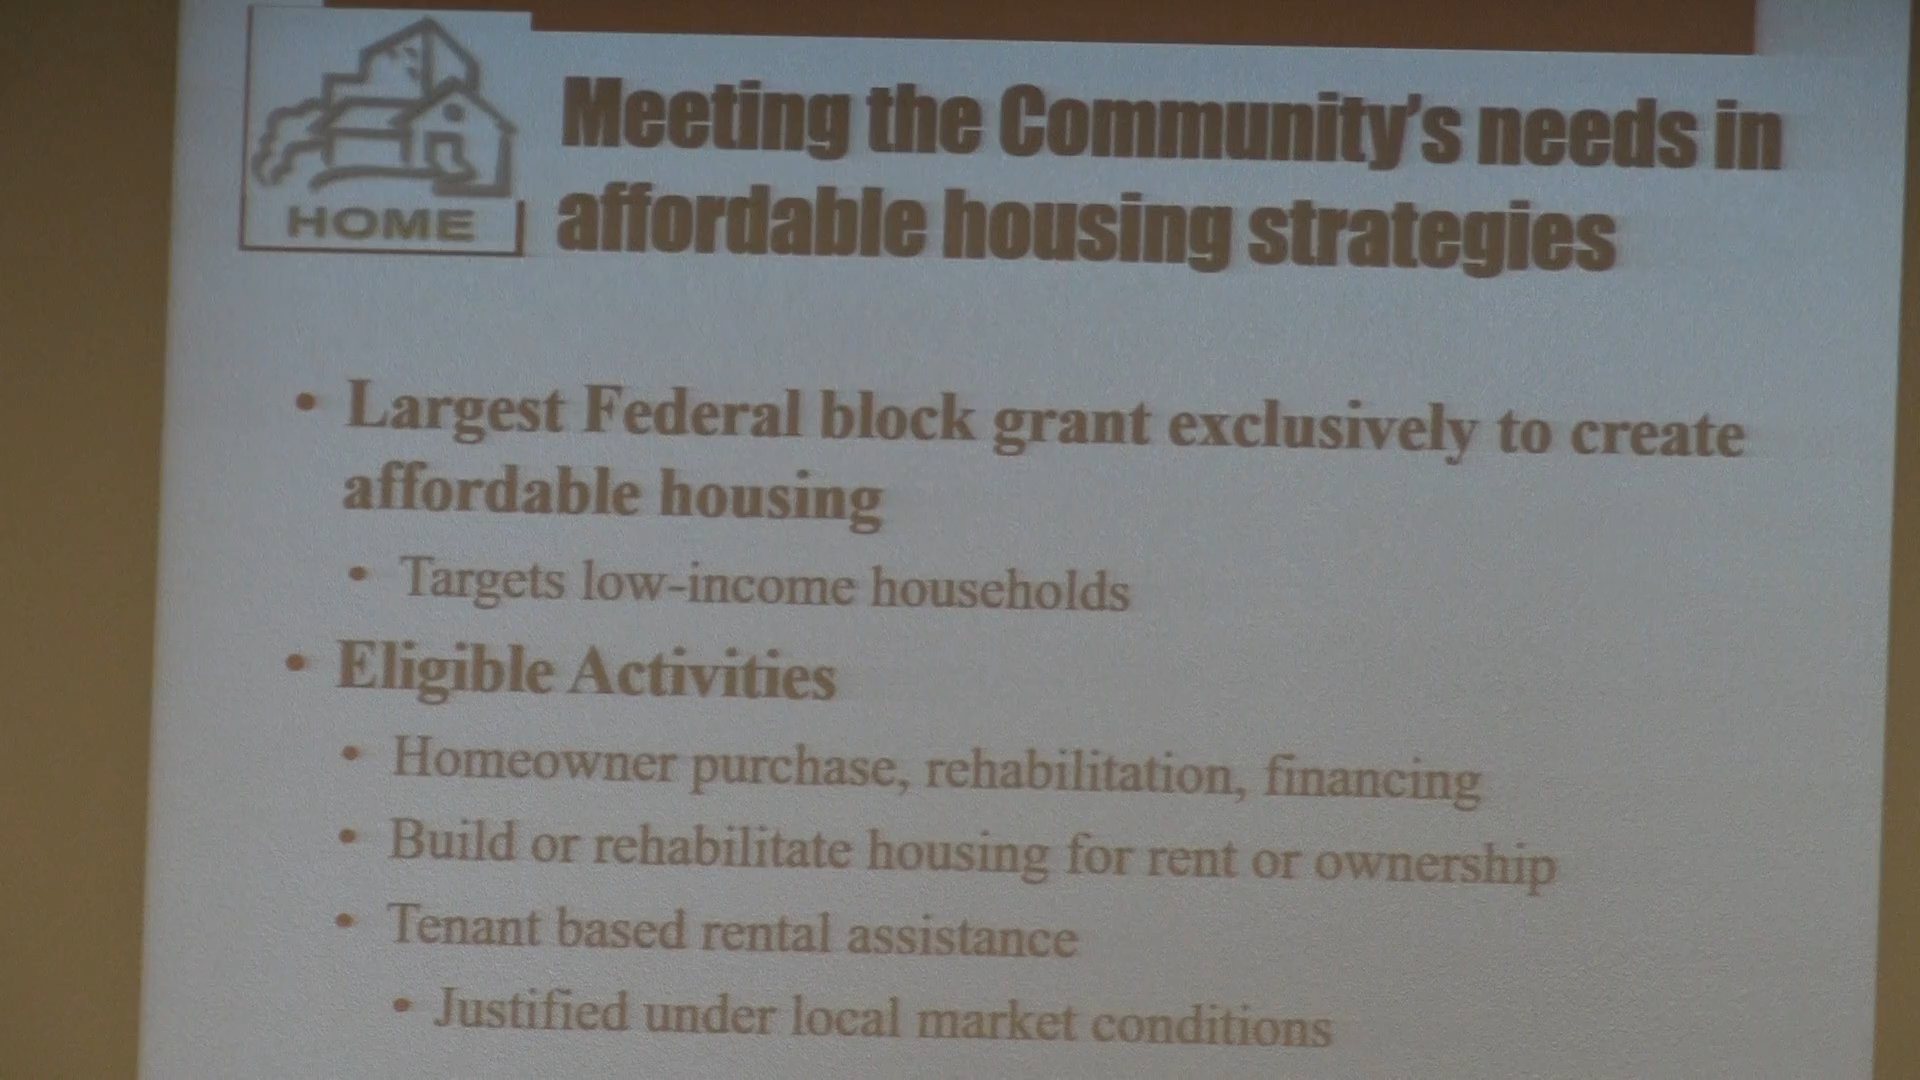 HOME
Meeting the Community's needs in
affordable housing strategies
• Largest Federal block grant exclusively to create
affordable housing
• Targets low-income households
• Eligible Activities
• Homeowner purchase, rehabilitation, financing
• Build or rehabilitate housing for rent or ownership
• Tenant based rental assistance
• Justified under local market conditions